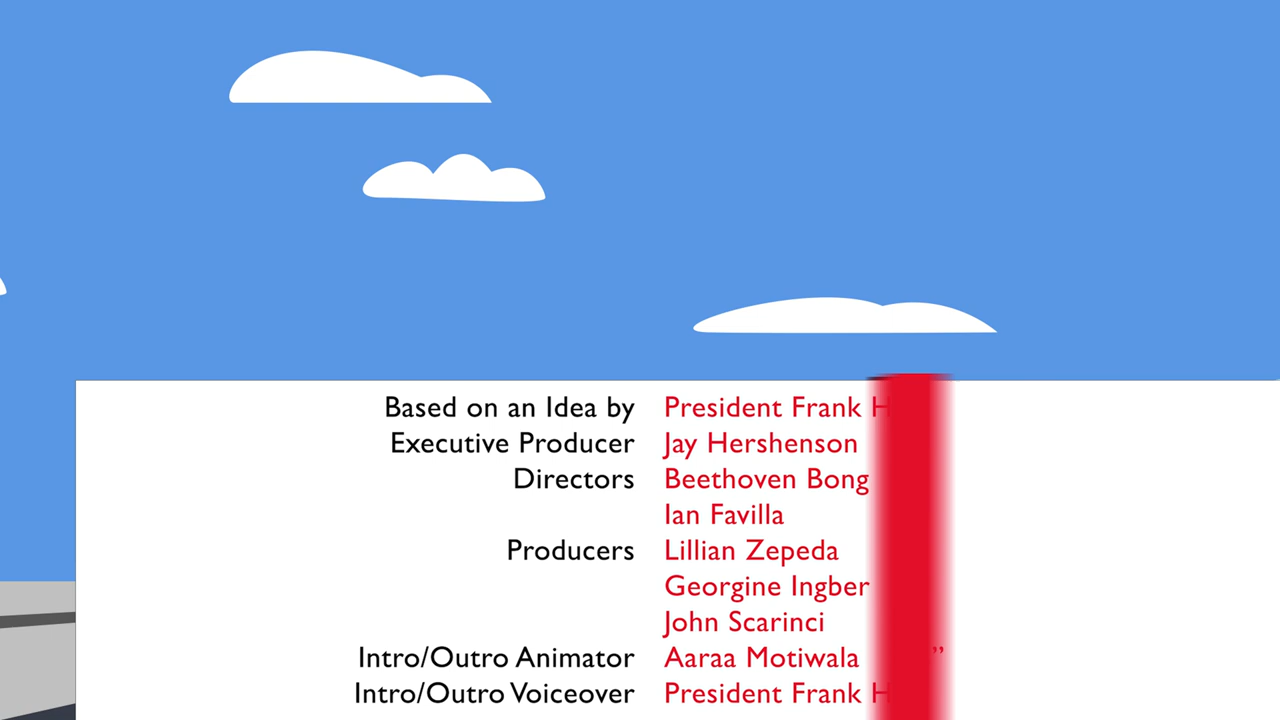 Based on an Idea by President Frank H
Executive Producer Jay Hershenson
Directors Beethoven Bong
Ian Favilla
Producers Lillian Zepeda
Georgine Ingber
John Scarinci
Intro/Outro Animator Aaraa Motiwala ”
Intro/Outro Voiceover President Frank H